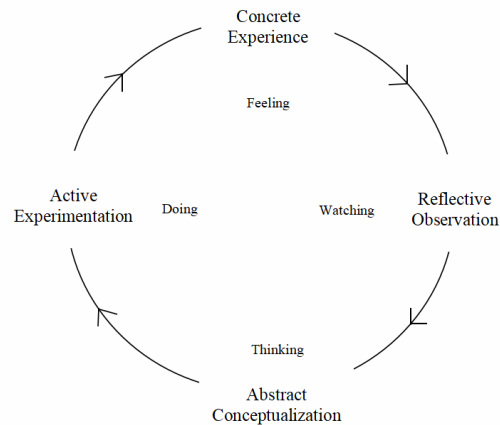 Concrete
Experience
Feeling
Active
Experimentation
Doing
Watching
Reflective
Observation
Thinking
Abstract
Conceptualization